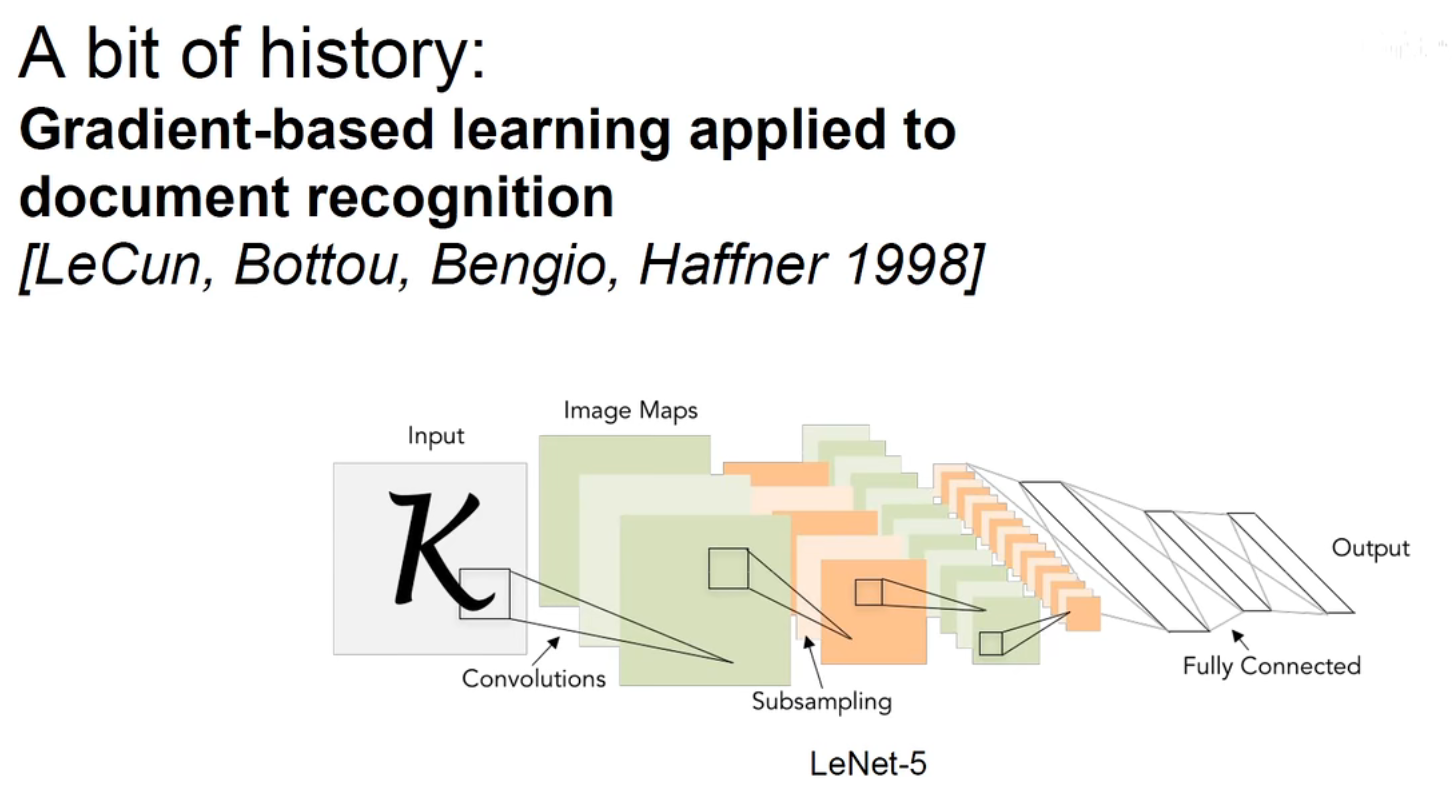 A bit of history:
Gradient-based learning applied to
document recognition
[LeCun, Bottou, Bengio, Haffner 1998]
Image Maps
Input
K
Output
Convolutions
Fully Connected
Subsampling
LeNet-5